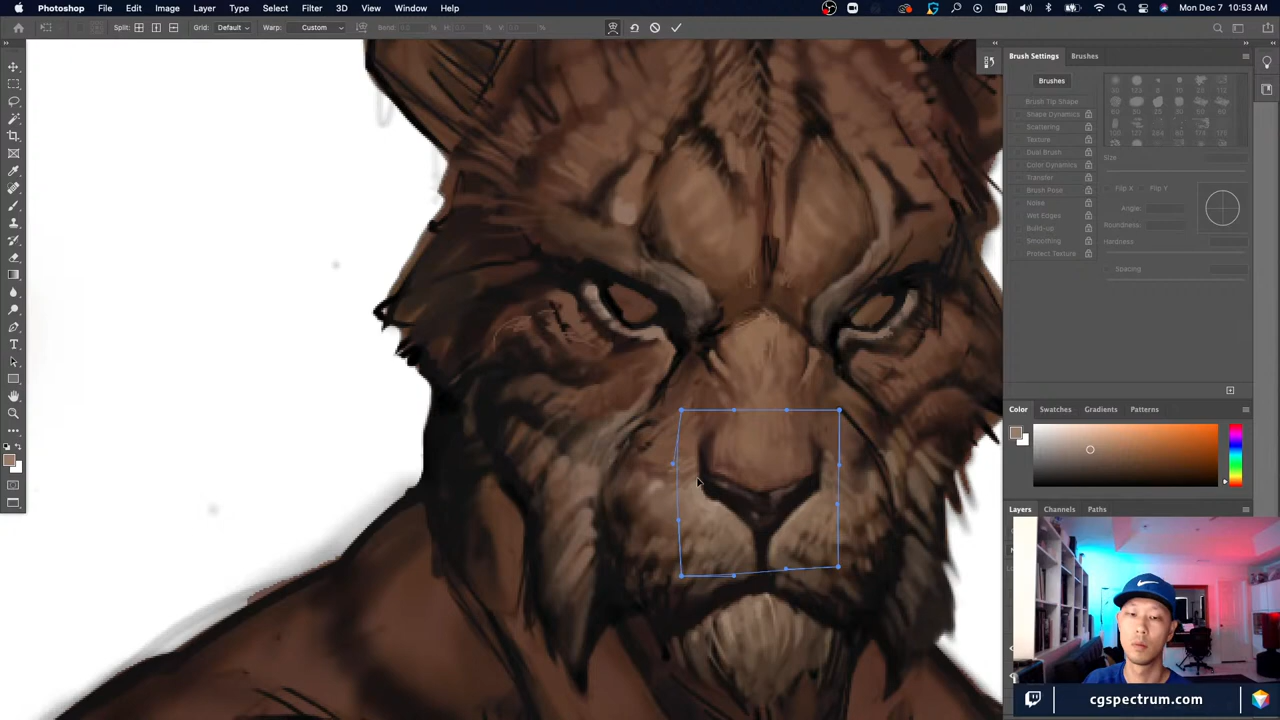 Photoshop File Edit Image Layer Type Select Filter 3D View Window Help Mon Dec 7 10:53 AM
Split: Grid: Default Warp: Custom Bend: H: V:
Brush Settings Brushes
Brushes
Brush Tip Shape
Shape Dynamics
Scattering
Texture
Dual Brush
Color Dynamics
Transfer
Brush Pose
Noise
Wet Edges
Build-up
Smoothing
Protect Texture
Size
Flip X Flip Y
Angle:
Roundness:
Hardness
Spacing
Color Swatches Gradients Patterns
Layers Channels Paths
cgspectrum.com